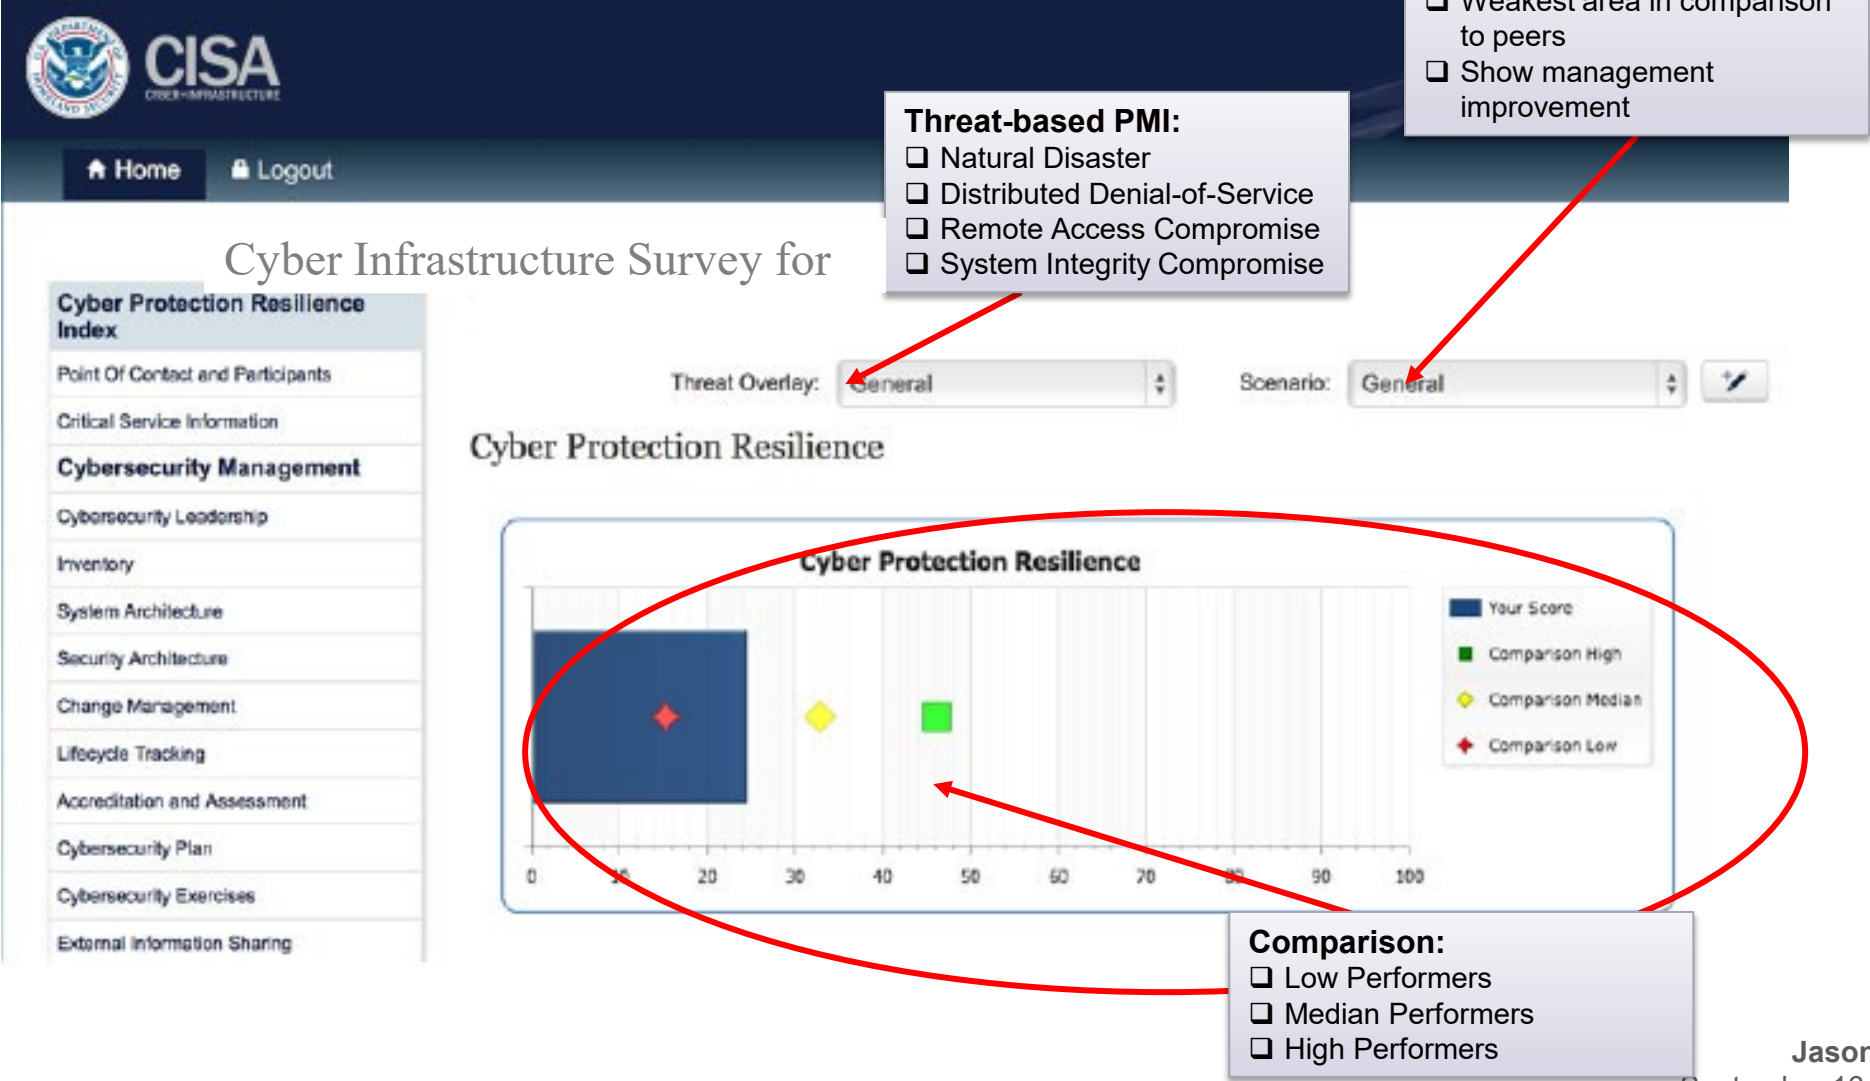 Weakest area in comparison
to peers
Show management
improvement
CISA
CYBER+INFRASTRUCTURE
Threat-based PMI:
Natural Disaster
Distributed Denial-of-Service
Remote Access Compromise
System Integrity Compromise
Home
Logout
Cyber Infrastructure Survey for
Cyber Protection Resilience
Index
Point Of Contact and Participants
Critical Service Information
Cybersecurity Management
Cybersecurity Leadership
Inventory
System Architecture
Security Architecture
Change Management
Lifecycle Tracking
Accreditation and Assessment
Cybersecurity Plan
Cybersecurity Exercises
External Information Sharing
Threat Overlay: General
Scenario: General
Cyber Protection Resilience
Cyber Protection Resilience
Your Score
Comparison High
Comparison Median
Comparison Low
0 10 20 30 40 50 60 70 80 90 100
Comparison:
Low Performers
Median Performers
High Performers
Jason